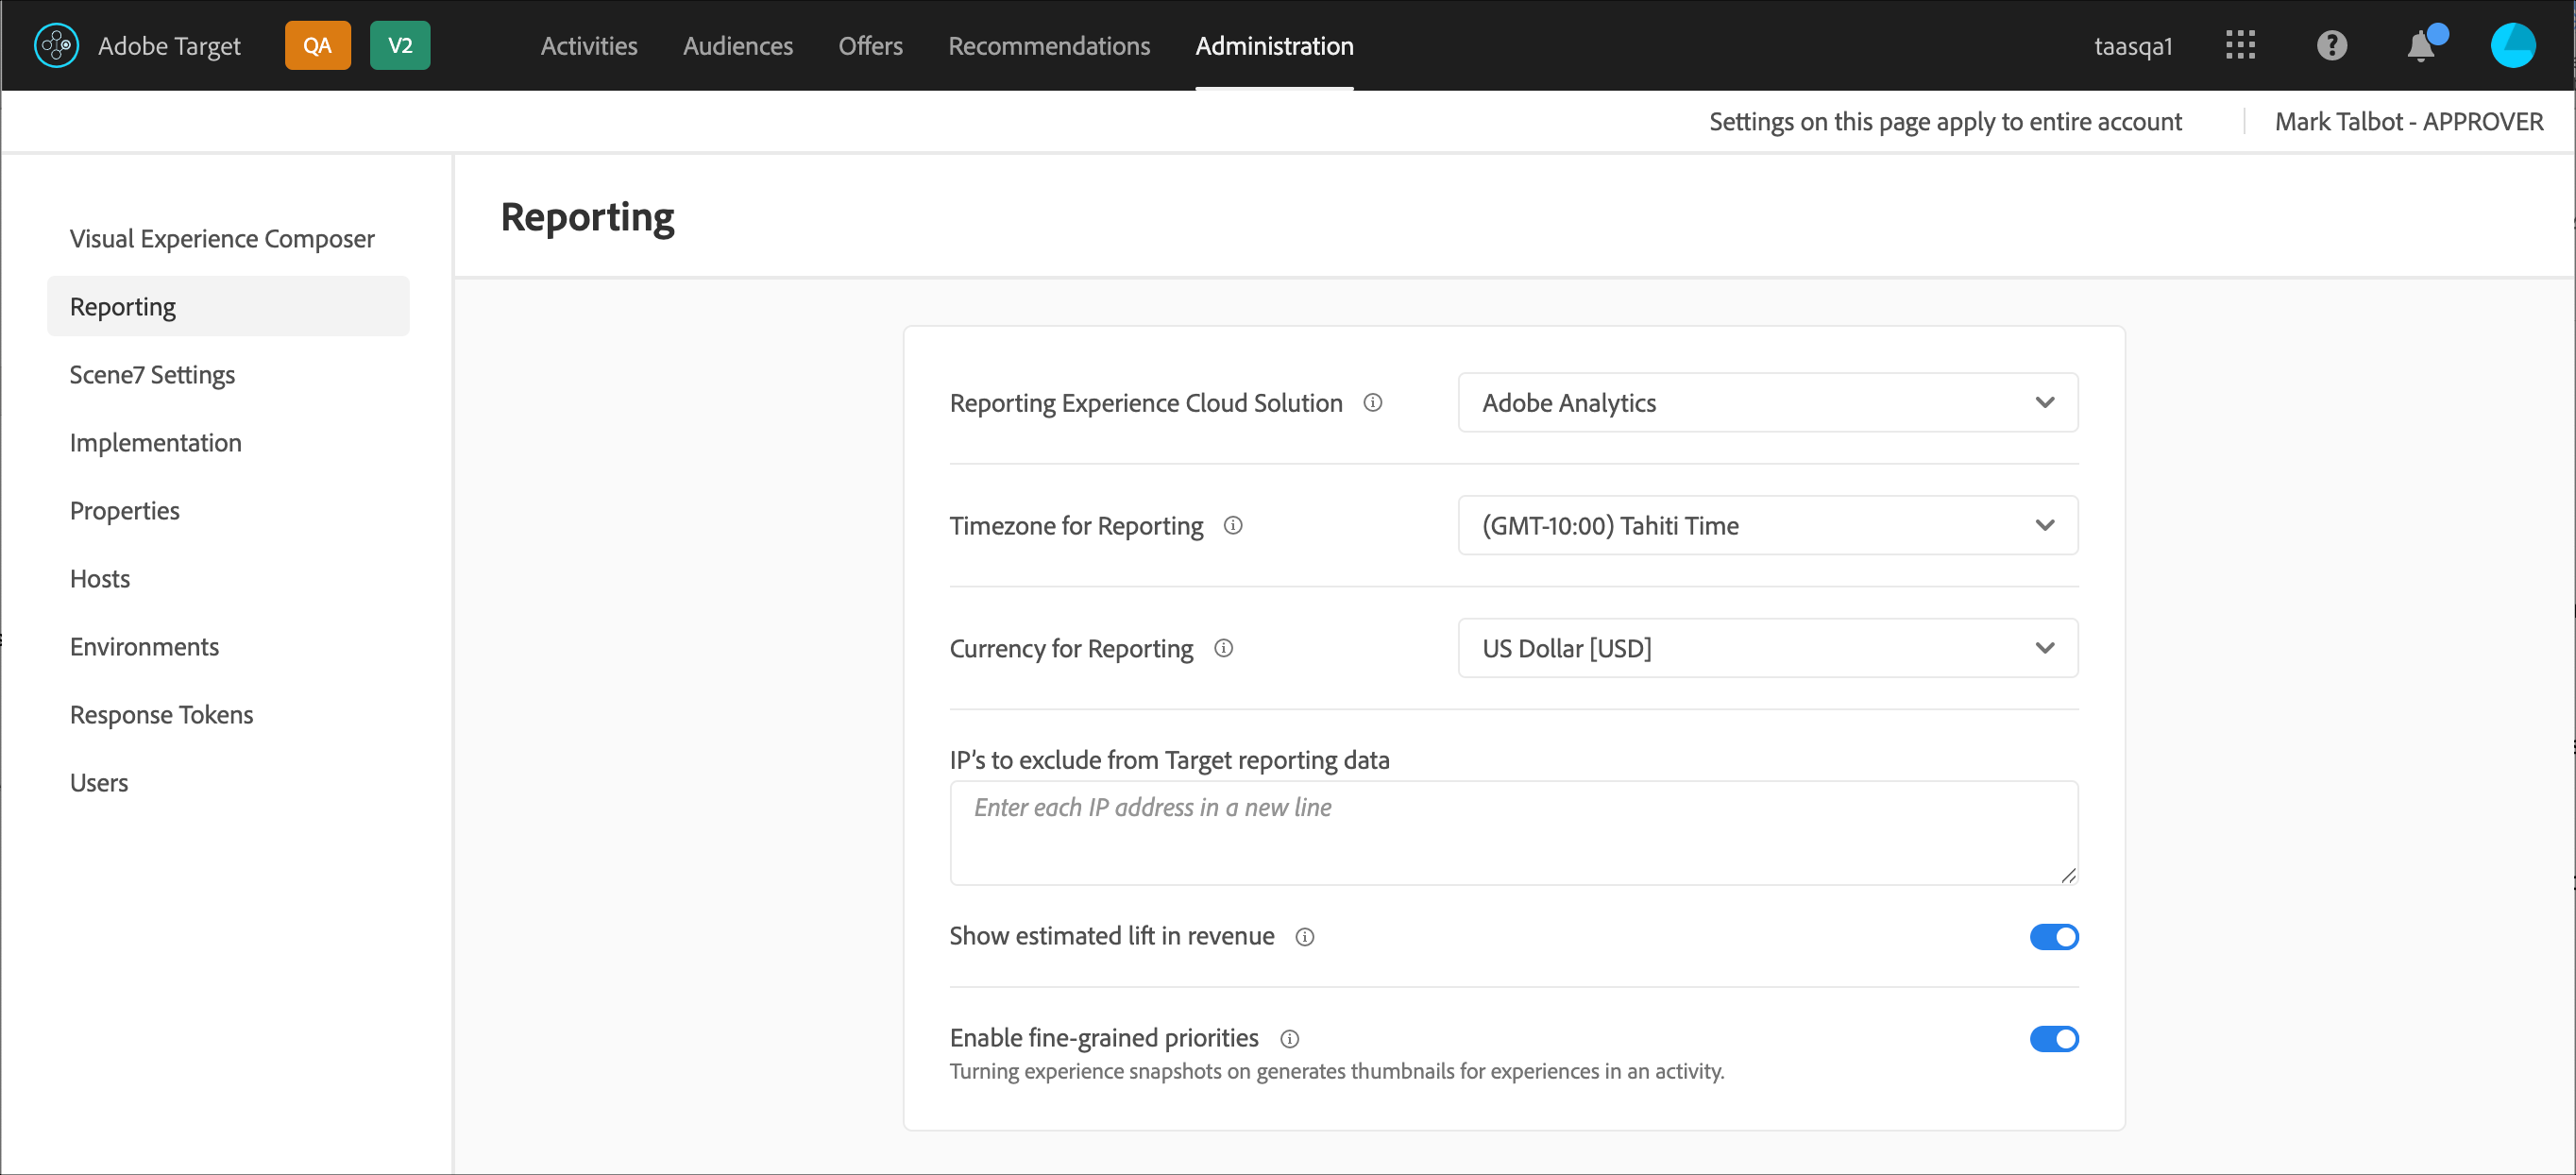 Adobe Target QA V2 Activities Audiences Offers Recommendations Administration taasqa1
Settings on this page apply to entire account Mark Talbot - APPROVER
Visual Experience Composer
Reporting
Scene7 Settings
Implementation
Properties
Hosts
Environments
Response Tokens
Users
Reporting
Reporting Experience Cloud Solution Adobe Analytics
Timezone for Reporting (GMT-10:00) Tahiti Time
Currency for Reporting US Dollar [USD]
IP’s to exclude from Target reporting data
Enter each IP address in a new line
Show estimated lift in revenue
Enable fine-grained priorities
Turning experience snapshots on generates thumbnails for experiences in an activity.